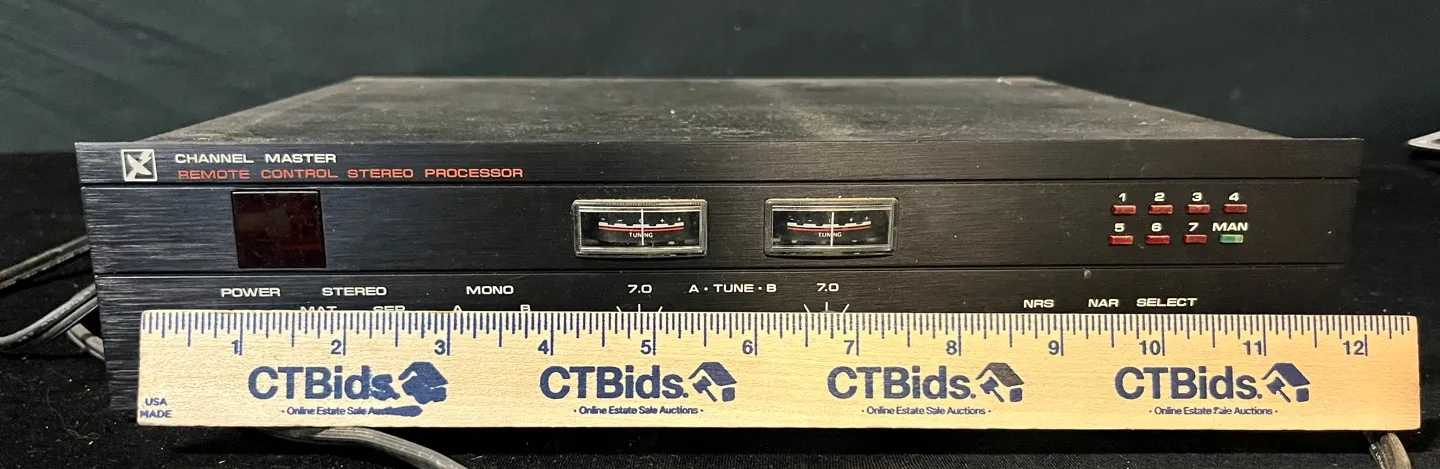 CHANNEL MASTER
REMOTE CONTROL STEREO PROCESSOR
1 2 3 4
5 6 7 MAN
TUNING TUNING
POWER STEREO MONO 7.0 A • TUNE • B 7.0 NRS NAR SELECT
MAT SEP A B
1 2 3 4 5 6 7 8 9 10 11 12
CTBids. CTBids. CTBids. CTBids.
• Online Estate Sale • Online Estate Sale Auctions • • Online Estate Sale Auctions • • Online Estate Sale Auctions •
USA
MADE